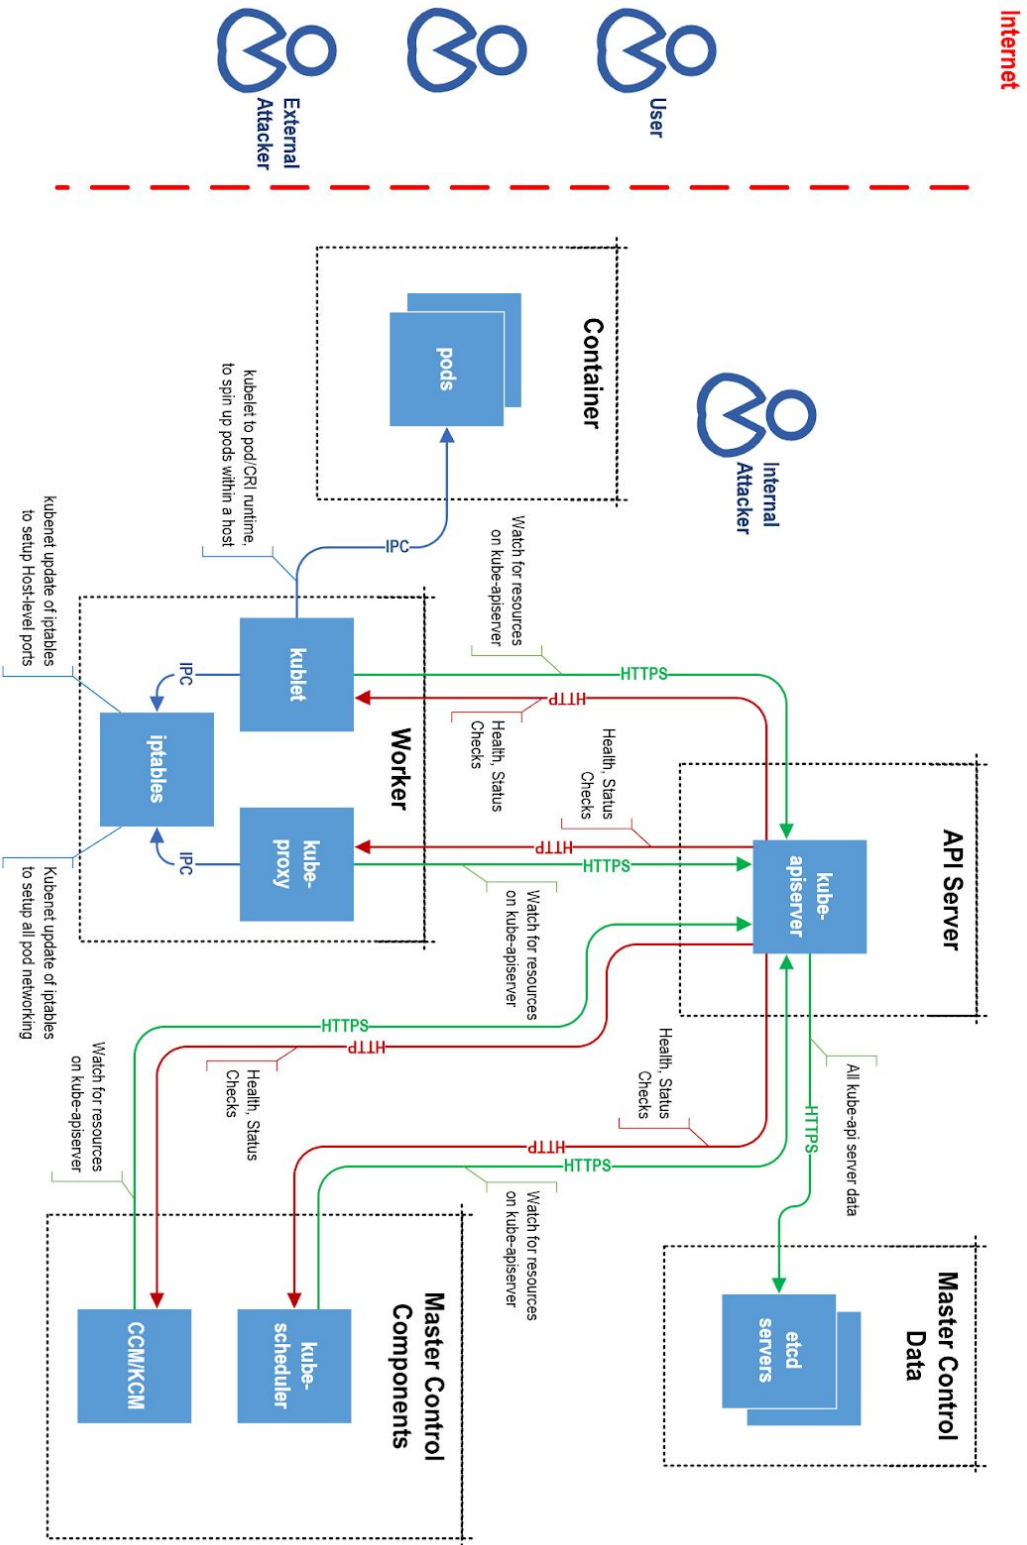 Internet
User
External
Attacker
Internal
Attacker
Container
pods
IPC
kubelet to pod/CRI runtime,
to spin up pods within a host
Worker
kublet
kube-
proxy
iptables
IPC
IPC
kubenet update of iptables
to setup Host-level ports
Kubenet update of iptables
to setup all pod networking
API Server
kube-
apiserver
Watch for resources
on kube-apiserver
HTTPS
HTTP
Health, Status
Checks
Health, Status
Checks
HTTP
HTTPS
Watch for resources
on kube-apiserver
HTTPS
HTTP
Health, Status
Checks
Watch for resources
on kube-apiserver
Health, Status
Checks
HTTP
HTTPS
Watch for resources
on kube-apiserver
All kube-api server data
HTTPS
Master Control
Data
etcd
servers
Master Control
Components
kube-
scheduler
CCM/KCM